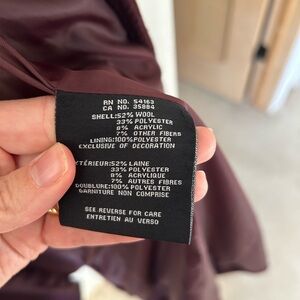 RN NO. 54163
CA NO. 35884
SHELL:52% WOOL
33% POLYESTER
8% ACRYLIC
7% OTHER FIBERS
LINING:100% POLYESTER
EXCLUSIVE OF DECORATION
EXTÉRIEUR:52% LAINE
33% POLYESTER
8% ACRYLIQUE
7% AUTRES FIBRES
DOUBLURE:100% POLYESTER
GARNITURE NON COMPRISE
SEE REVERSE FOR CARE
ENTRETIEN AU VERSO